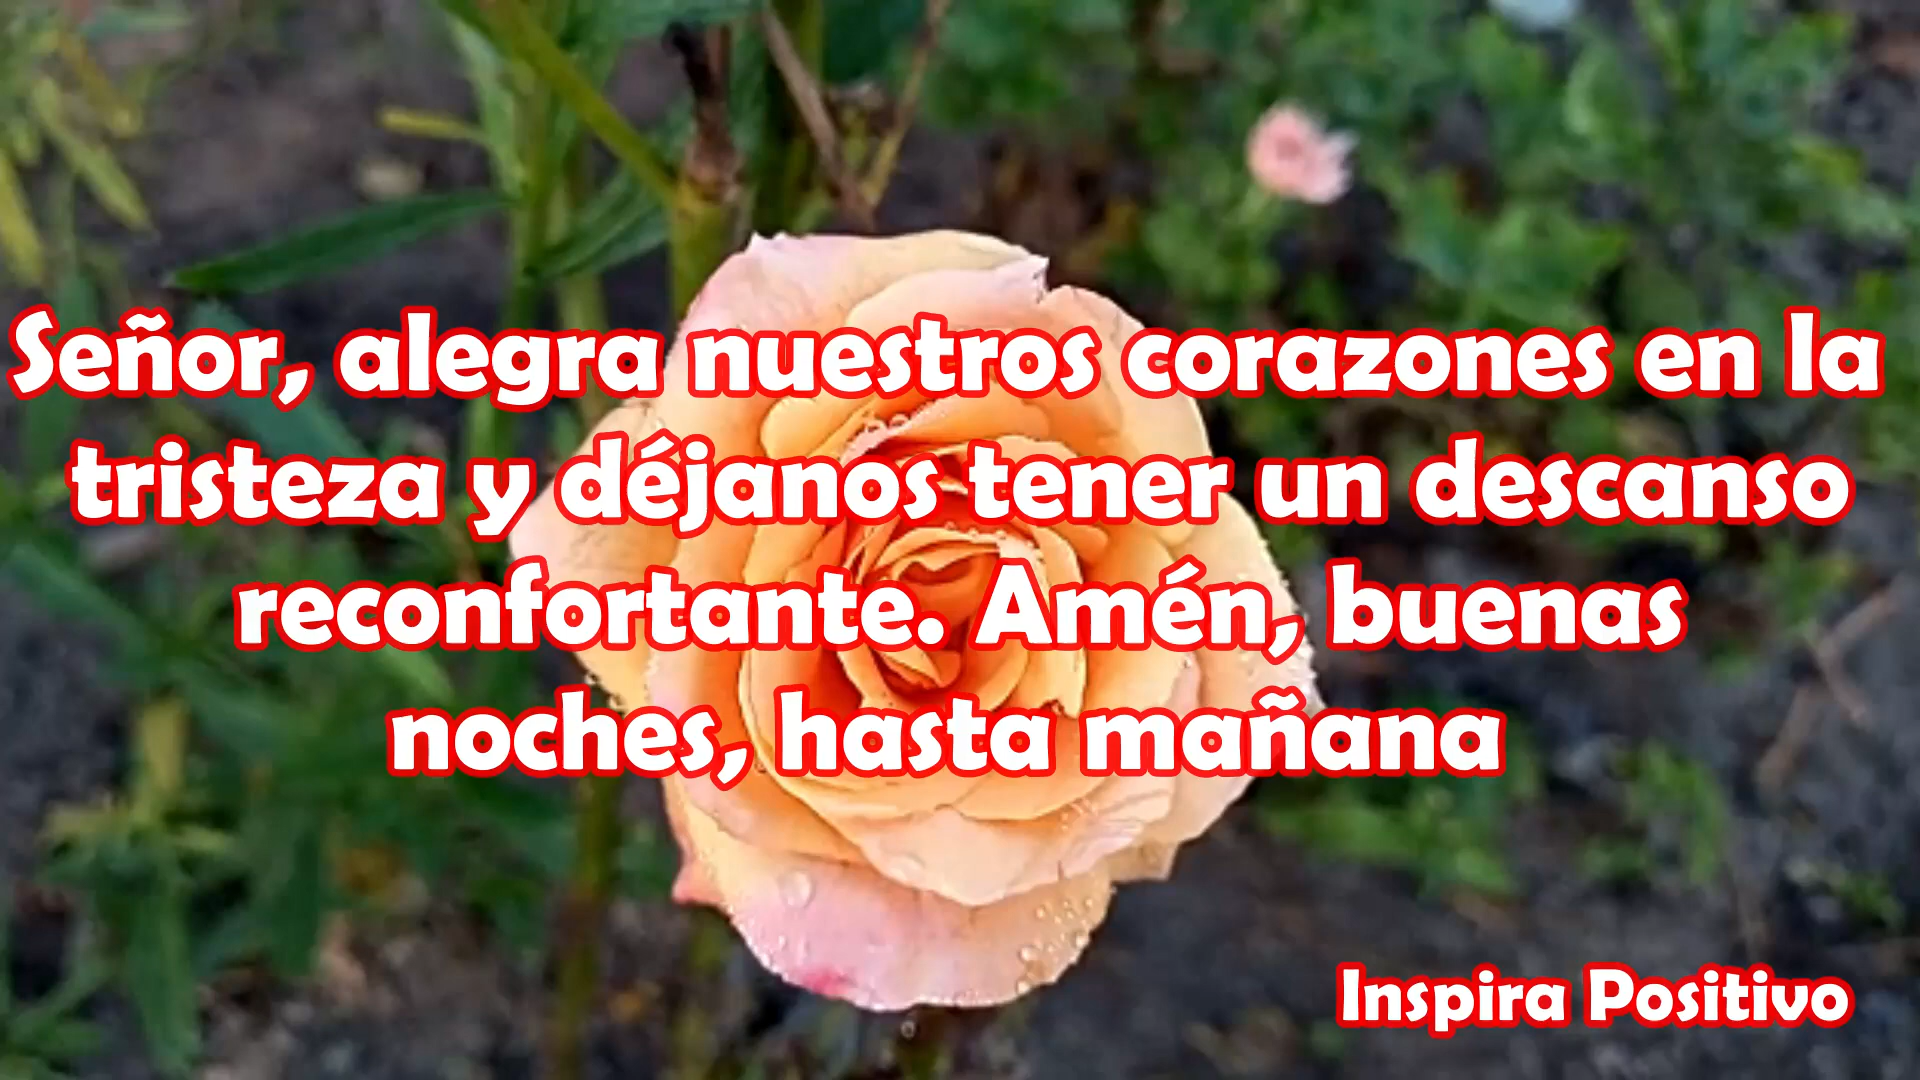 Señor, alegra nuestros corazones en la
tristeza y déjanos tener un descanso
reconfortante. Amén, buenas
noches, hasta mañana
Inspira Positivo